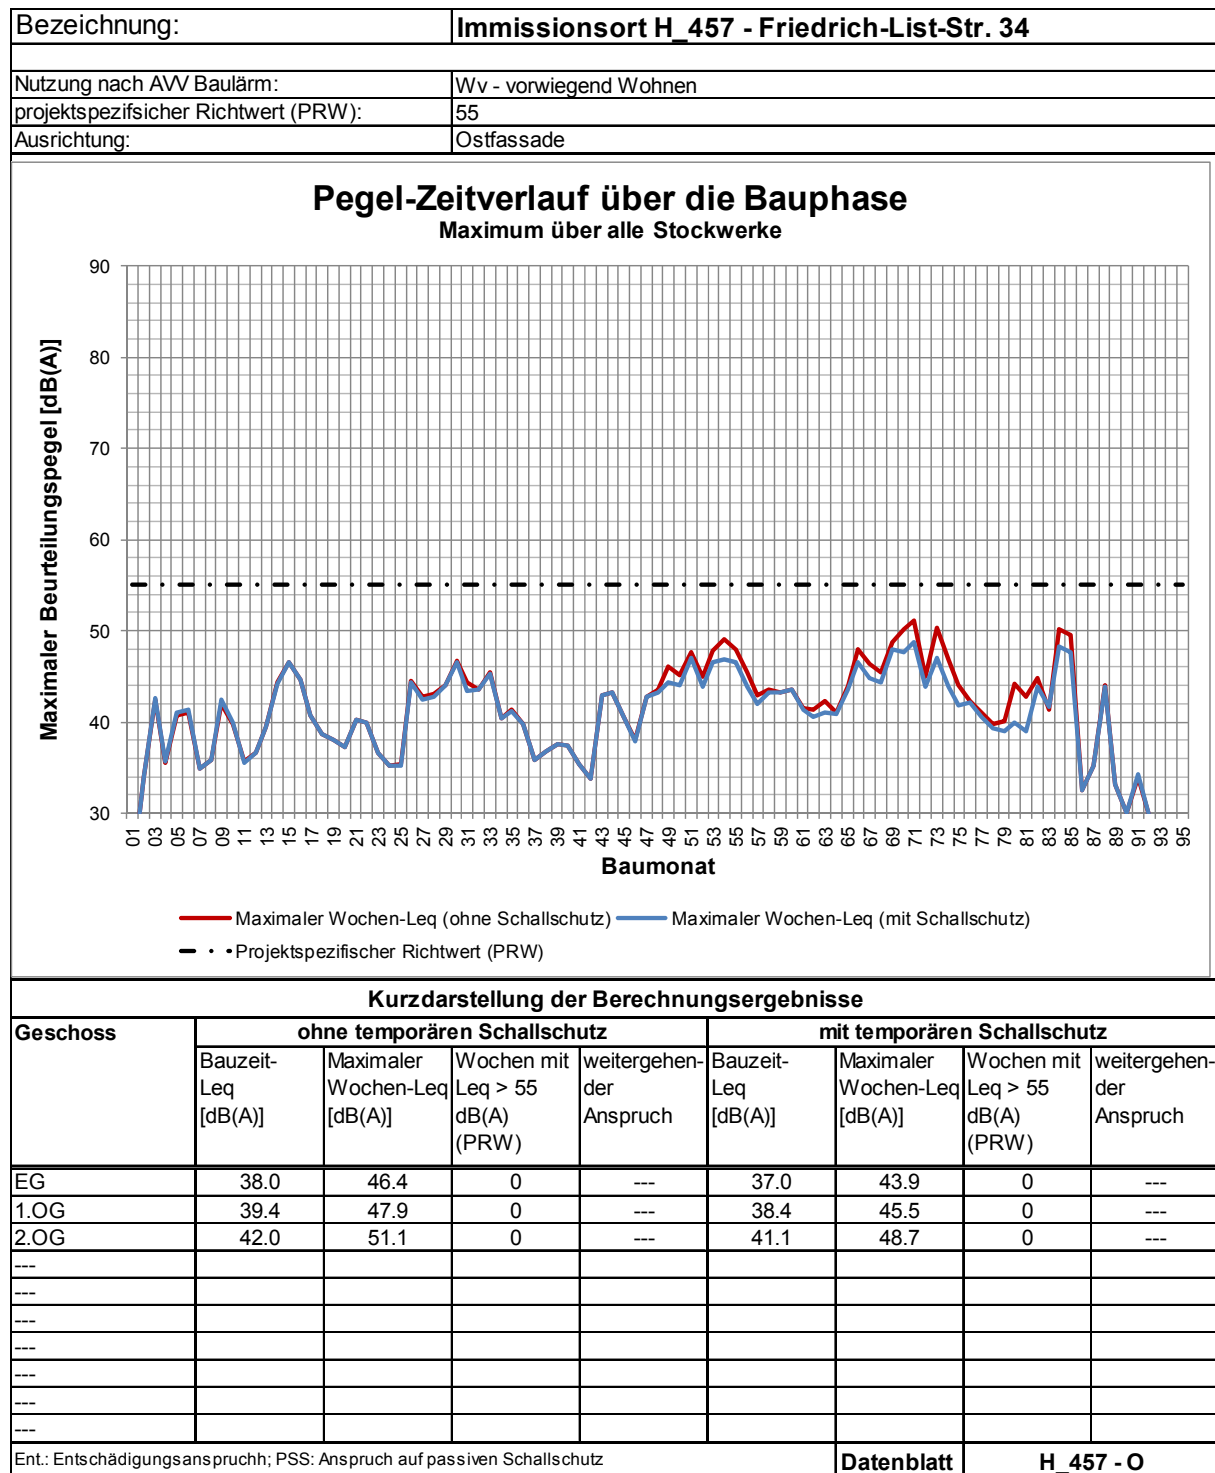 Bezeichnung: Immissionsort H_457 - Friedrich-List-Str. 34
Nutzung nach AVV Baulärm: Wv - vorwiegend Wohnen
projektspezifsicher Richtwert (PRW): 55
Ausrichtung: Ostfassade
Pegel-Zeitverlauf über die Bauphase
Maximum über alle Stockwerke
Maximaler Beurteilungspegel [dB(A)]
90
80
70
60
50
40
30
01 03 05 07 09 11 13 15 17 19 21 23 25 27 29 31 33 35 37 39 41 43 45 47 49 51 53 55 57 59 61 63 65 67 69 71 73 75 77 79 81 83 85 87 89 91 93 95
Baumonat
Maximaler Wochen-Leq (ohne Schallschutz) Maximaler Wochen-Leq (mit Schallschutz)
Projektspezifischer Richtwert (PRW)
Kurzdarstellung der Berechnungsergebnisse
Geschoss ohne temporären Schallschutz mit temporären Schallschutz
Bauzeit- Maximaler Wochen mit weitergehen- Bauzeit- Maximaler Wochen mit weitergehen-
Leq Wochen-Leq Leq > 55 der Leq Wochen-Leq Leq > 55 der
[dB(A)] [dB(A)] dB(A) Anspruch [dB(A)] [dB(A)] dB(A) Anspruch
(PRW) (PRW)
EG 38.0 46.4 0 --- 37.0 43.9 0 ---
1.OG 39.4 47.9 0 --- 38.4 45.5 0 ---
2.OG 42.0 51.1 0 --- 41.1 48.7 0 ---
---
---
---
---
---
---
---
Ent.: Entschädigungsanspruchh; PSS: Anspruch auf passiven Schallschutz Datenblatt H_457 - O